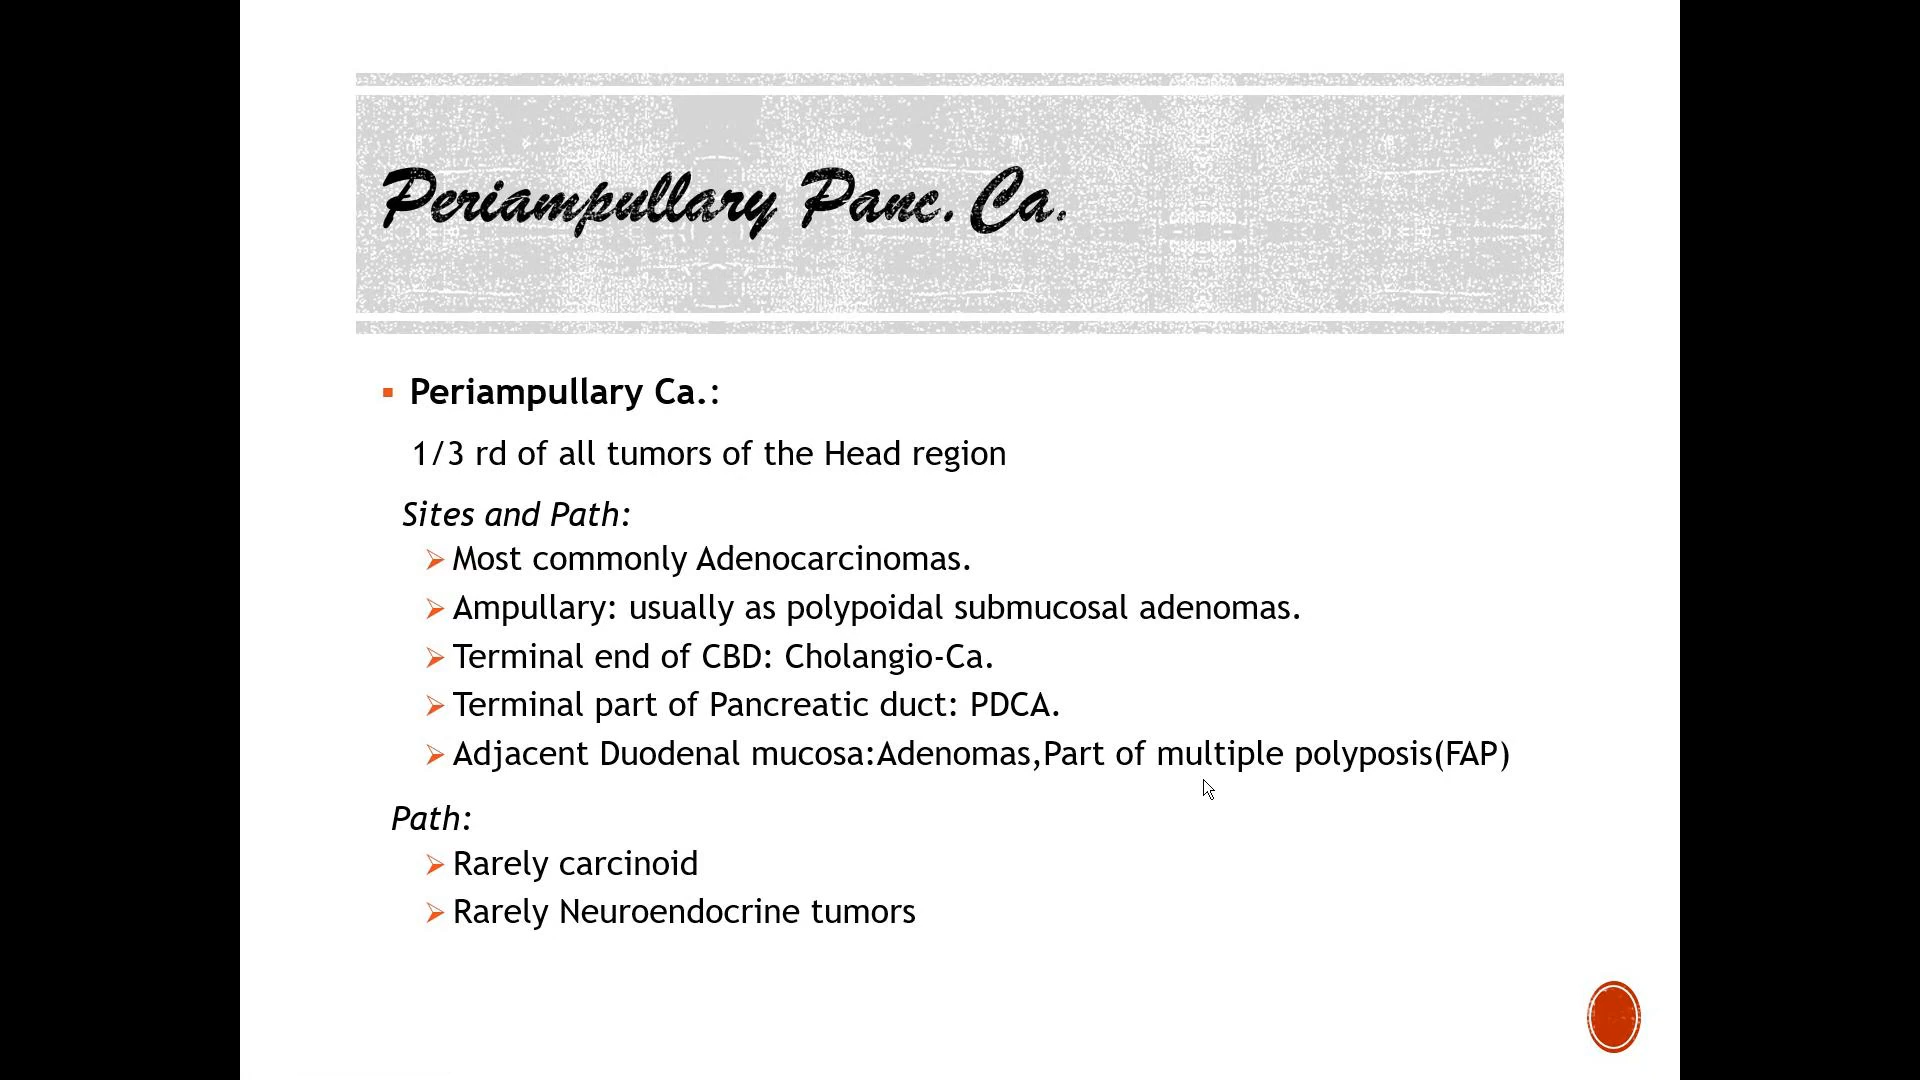 Periampullary Panc. Ca.
Periampullary Ca.:
1/3 rd of all tumors of the Head region
Sites and Path:
Most commonly Adenocarcinomas.
Ampullary: usually as polypoidal submucosal adenomas.
Terminal end of CBD: Cholangio-Ca.
Terminal part of Pancreatic duct: PDCA.
Adjacent Duodenal mucosa:Adenomas,Part of multiple polyposis(FAP)
Path:
Rarely carcinoid
Rarely Neuroendocrine tumors